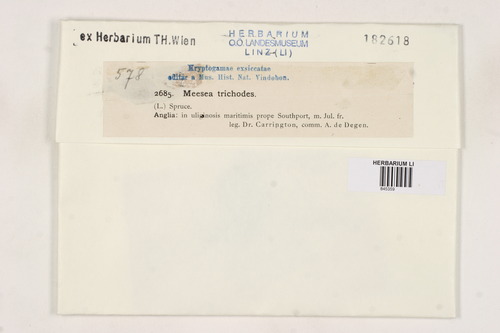 ex Herbarium TH.Wien
HERBARIUM
O.Ö. LANDESMUSEUM
LINZ (LI)
182618
578
Kryptogamae exsiccatae
editae a Mus. Hist. Nat. Vindobon.
2685. Meesea trichodes.
(L.) Spruce.
Anglia: in uliginosis maritimis prope Southport, m. Jul. fr.
leg. Dr. Carrington, comm. A. de Degen.
HERBARIUM LI